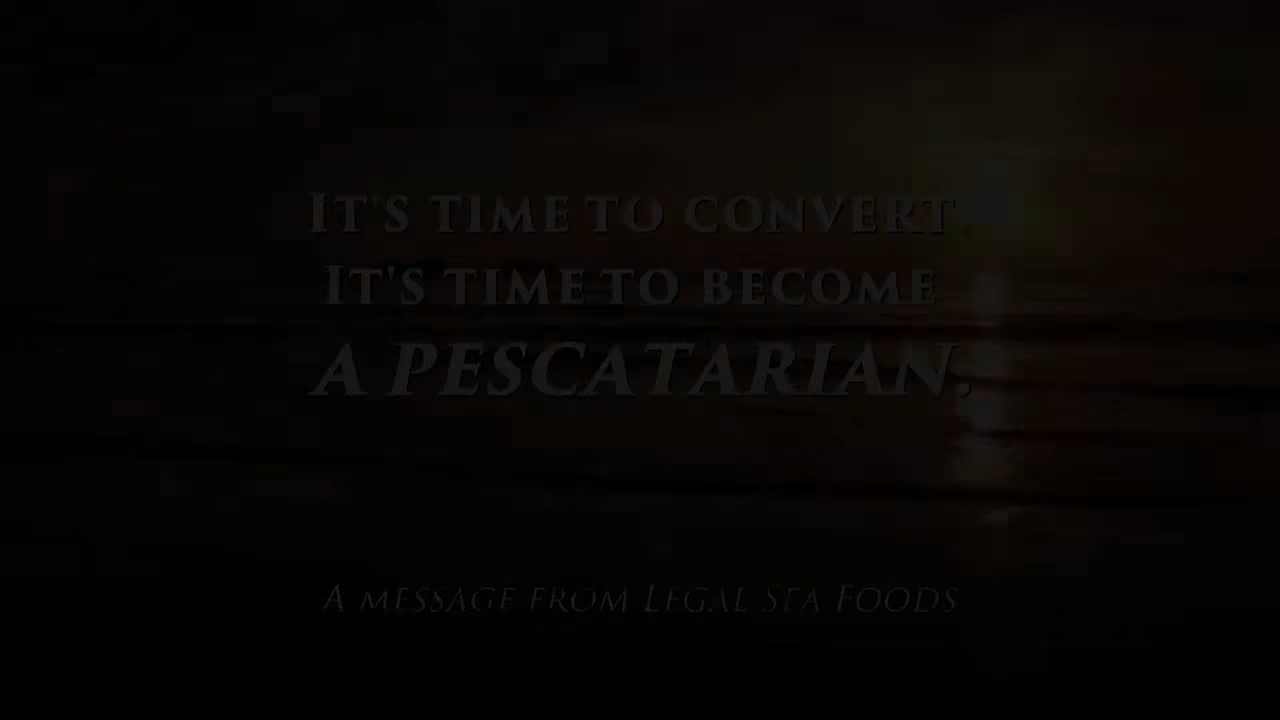 It's time to convert
It's time to become
a Pescatarian.
A message from Legal Sea Foods